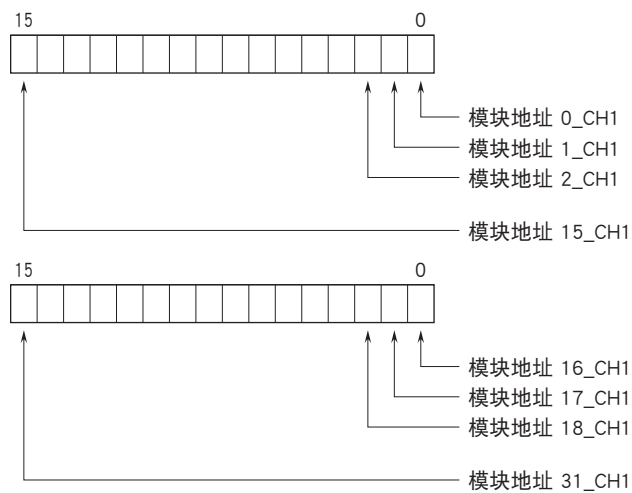 15 0
模块地址 0_CH1
模块地址 1_CH1
模块地址 2_CH1
模块地址 15_CH1
15 0
模块地址 16_CH1
模块地址 17_CH1
模块地址 18_CH1
模块地址 31_CH1